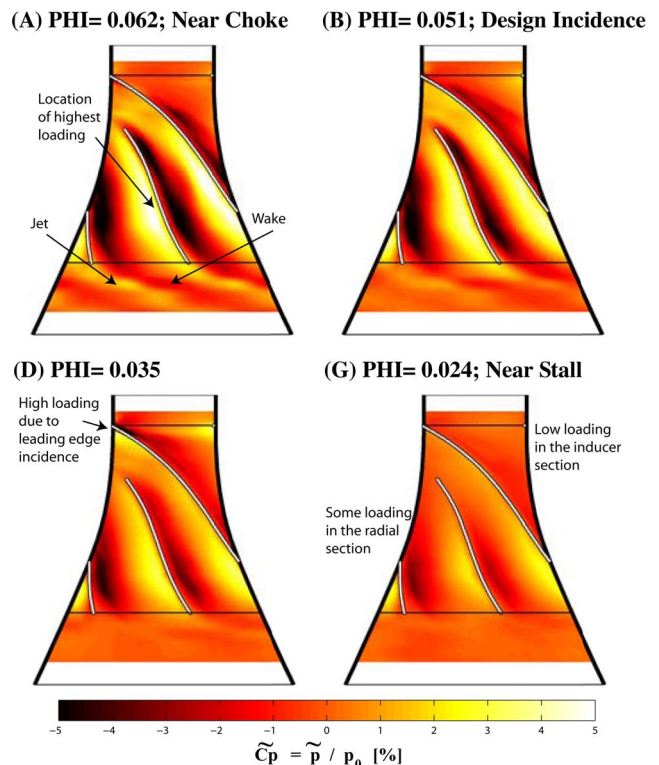 (A) PHI= 0.062; Near Choke
(B) PHI= 0.051; Design Incidence
Location
of highest
loading
Jet
Wake
(D) PHI= 0.035
(G) PHI= 0.024; Near Stall
High loading
due to
leading edge
incidence
Low loading
in the inducer
section
Some loading
in the radial
section
−5 −4 −3 −2 −1 0 1 2 3 4 5
C̃p = p̃ / p₀ [%]